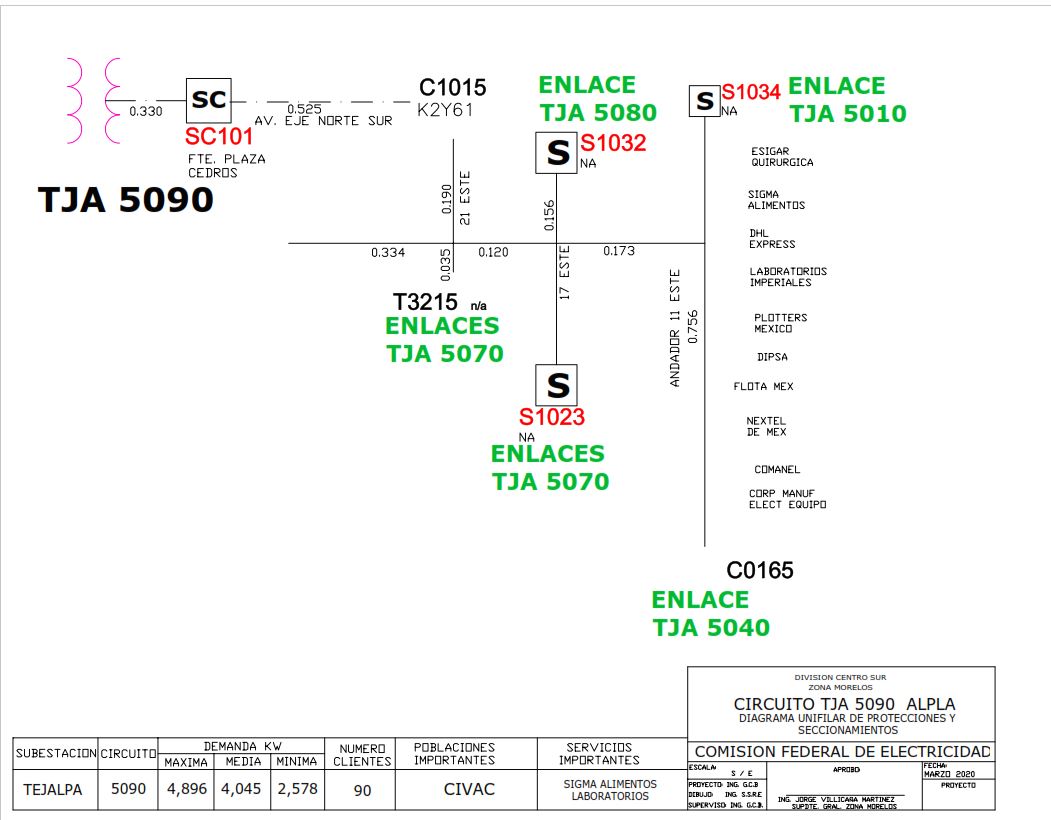 0.330
SC
SC101
FTE. PLAZA
CEDROS
TJA 5090
0.525
AV. EJE NORTE SUR
C1015
K2Y61
ENLACE
TJA 5080
S
S1032
NA
S
S1034
NA
ENLACE
TJA 5010
0.190
21 ESTE
0.156
0.334
0.035
0.120
17 ESTE
0.173
T3215 n/a
ENLACES
TJA 5070
S
S1023
NA
ENLACES
TJA 5070
ANDADOR 11 ESTE
0.756
ESIGAR
QUIRURGICA
SIGMA
ALIMENTOS
DHL
EXPRESS
LABORATORIOS
IMPERIALES
PLOTTERS
MEXICO
DIPSA
FLOTA MEX
NEXTEL
DE MEX
COMANEL
CORP MANUF
ELECT EQUIPO
C0165
ENLACE
TJA 5040
SUBESTACION CIRCUITO DEMANDA KW NUMERO CLIENTES POBLACIONES IMPORTANTES SERVICIOS IMPORTANTES
MAXIMA MEDIA MINIMA
TEJALPA 5090 4,896 4,045 2,578 90 CIVAC SIGMA ALIMENTOS LABORATORIOS
DIVISION CENTRO SUR
ZONA MORELOS
CIRCUITO TJA 5090 ALPLA
DIAGRAMA UNIFILAR DE PROTECCIONES Y
SECCIONAMIENTOS
COMISION FEDERAL DE ELECTRICIDAD
ESCALA:
S / E
PROYECTO: ING. G.C.B
DIBUJO: ING. S.S.R.E
SUPERVISO: ING. G.C.B.
APROBO:
ING. JORGE VILLICARA MARTINEZ
SUPDTE. GRAL. ZONA MORELOS
FECHA:
MARZO 2020
PROYECTO